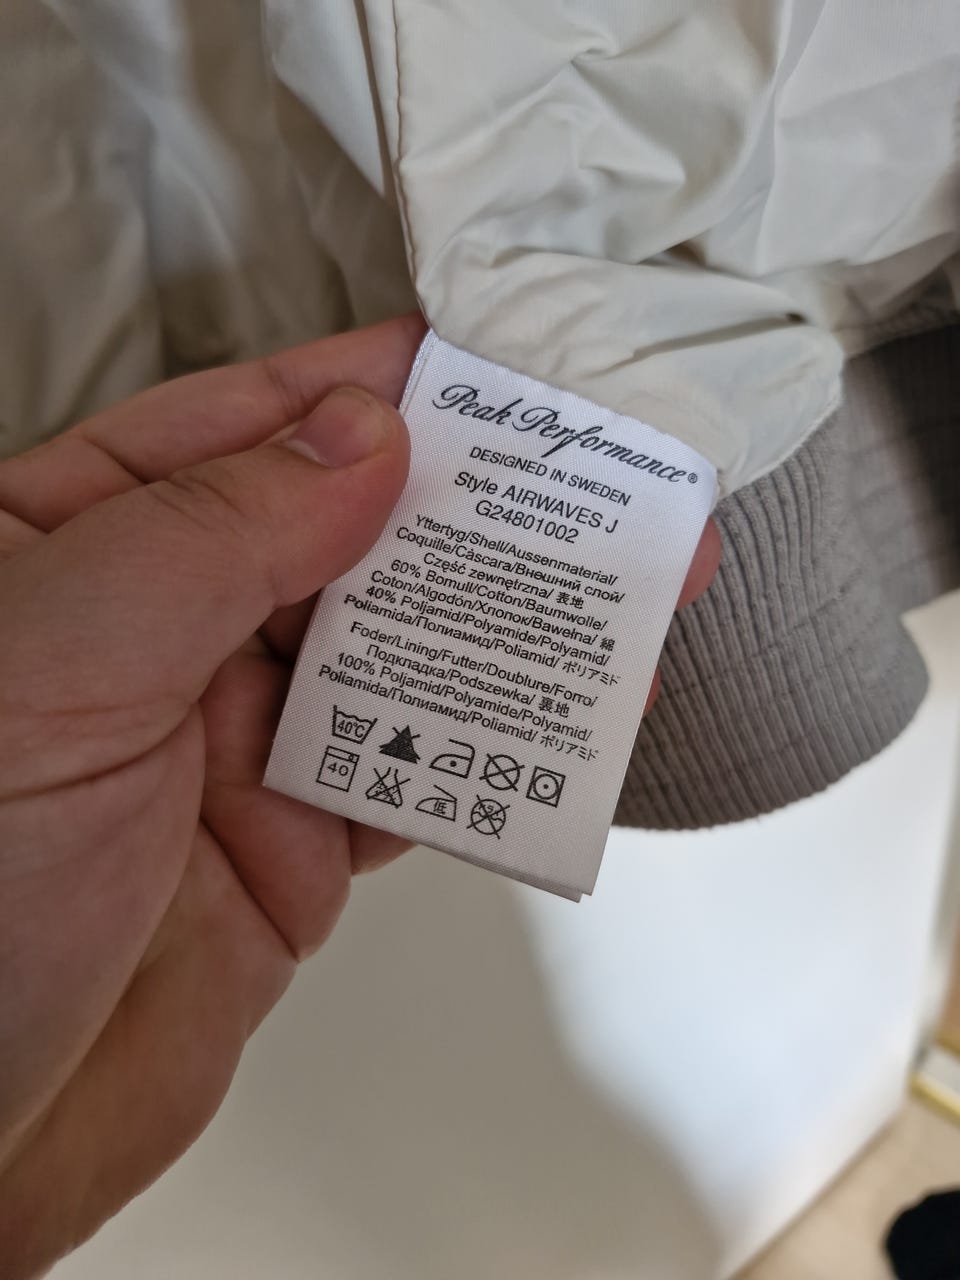 Peak Performance®
DESIGNED IN SWEDEN
Style AIRWAVES J
G24801002
Yttertyg/Shell/Aussenmaterial/
Coquille/Càscara/Внешний слой/
Część zewnętrzna/ 表地
60% Bomull/Cotton/Baumwolle/
Coton/Algodón/Хлопок/Bawełna/ 綿
40% Poljamid/Polyamide/Polyamid/
Poliamida/Полиамид/Poliamid/ ポリアミド
Foder/Lining/Futter/Doublure/Forro/
Подкладка/Podszewka/ 裏地
100% Poljamid/Polyamide/Polyamid/
Poliamida/Полиамид/Poliamid/ ポリアミド
40°C
40 低